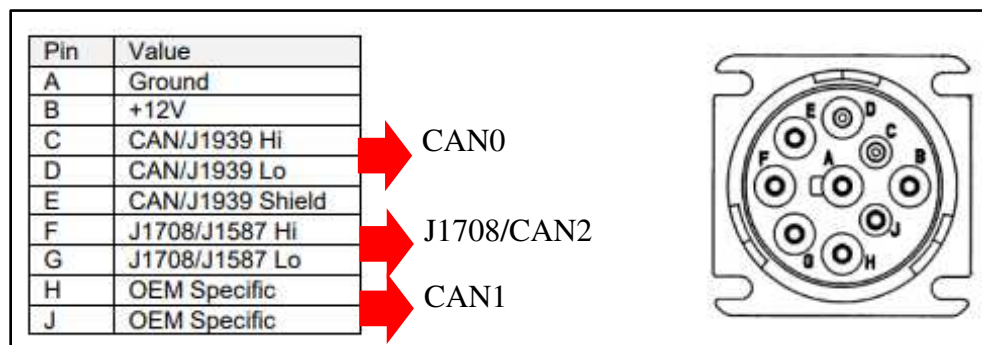 Pin Value
A Ground
B +12V
C CAN/J1939 Hi
D CAN/J1939 Lo
E CAN/J1939 Shield
F J1708/J1587 Hi
G J1708/J1587 Lo
H OEM Specific
J OEM Specific
CAN0
J1708/CAN2
CAN1
E D
C
F A B
J
G H